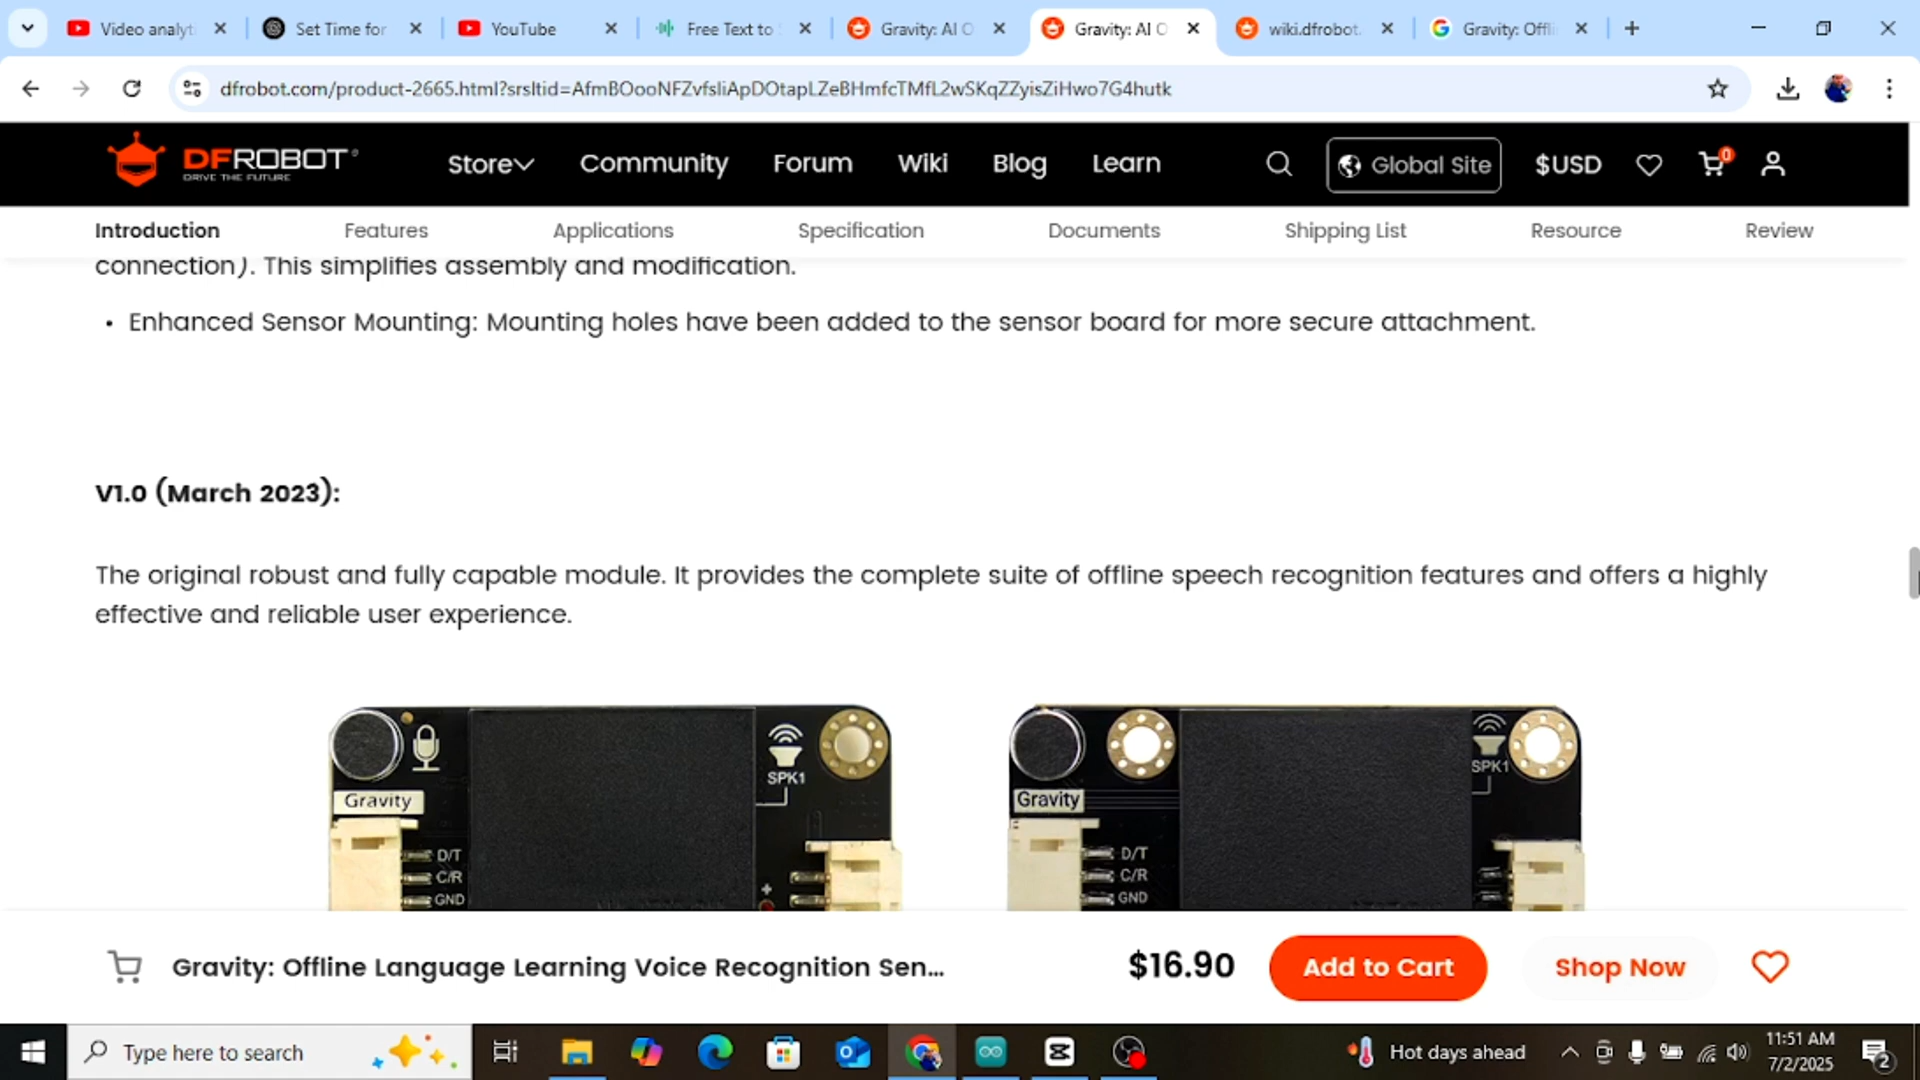 Video analyt
Set Time for
YouTube
Free Text to
Gravity: AI O
Gravity: AI O
wiki.dfrobot.
Gravity: Offli
dfrobot.com/product-2665.html?srsltid=AfmBOooNFZvfsliApDOtapLZeBHmfcTMfL2wSKqZZyisZiHwo7G4hutk
DFROBOT
DRIVE THE FUTURE
Store
Community
Forum
Wiki
Blog
Learn
Global Site
$USD
0
Introduction
Features
Applications
Specification
Documents
Shipping List
Resource
Review
connection). This simplifies assembly and modification.
• Enhanced Sensor Mounting: Mounting holes have been added to the sensor board for more secure attachment.
V1.0 (March 2023):
The original robust and fully capable module. It provides the complete suite of offline speech recognition features and offers a highly
effective and reliable user experience.
SPK1
Gravity
D/T
C/R
GND
+
SPK1
Gravity
D/T
C/R
GND
Gravity: Offline Language Learning Voice Recognition Sen...
$16.90
Add to Cart
Shop Now
Type here to search
Hot days ahead
11:51 AM
7/2/2025
2